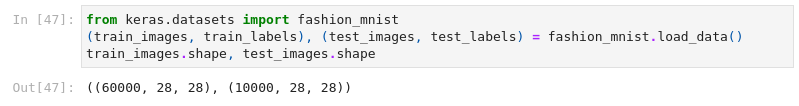 In [47]: from keras.datasets import fashion_mnist
(train_images, train_labels), (test_images, test_labels) = fashion_mnist.load_data()
train_images.shape, test_images.shape
Out[47]: ((60000, 28, 28), (10000, 28, 28))